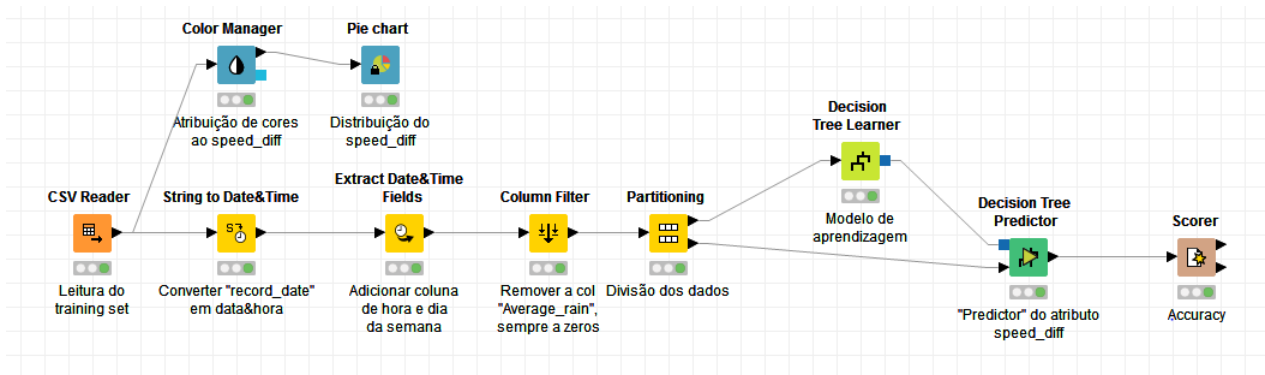 Color Manager
Atribuição de cores
ao speed_diff
Pie chart
Distribuição do
speed_diff
CSV Reader
Leitura do
training set
String to Date&Time
Converter "record_date"
em data&hora
Extract Date&Time
Fields
Adicionar coluna
de hora e dia
da semana
Column Filter
Remover a col
"Average_rain",
sempre a zeros
Partitioning
Divisão dos dados
Decision
Tree Learner
Modelo de
aprendizagem
Decision Tree
Predictor
"Predictor" do atributo
speed_diff
Scorer
Accuracy